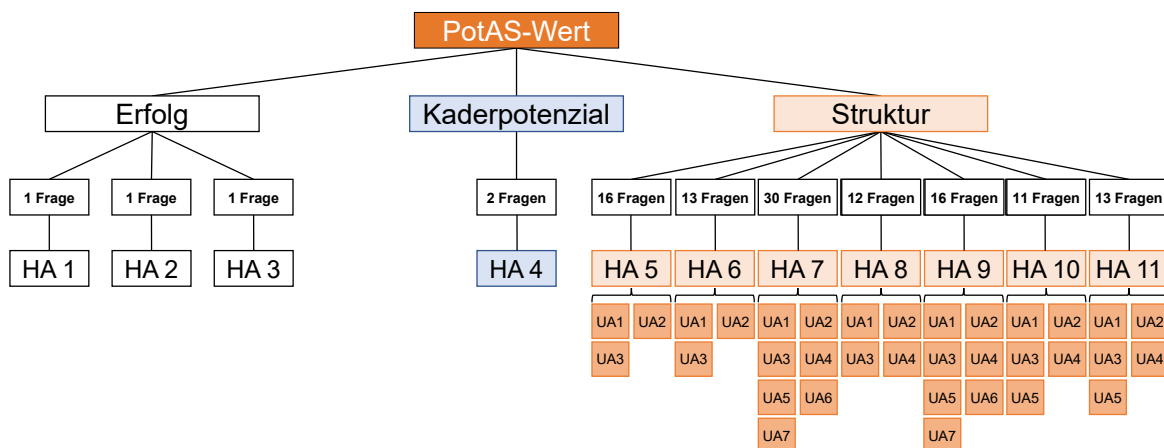 PotAS-Wert
Erfolg Kaderpotenzial Struktur
1 Frage 1 Frage 1 Frage 2 Fragen 16 Fragen 13 Fragen 30 Fragen 12 Fragen 16 Fragen 11 Fragen 13 Fragen
HA 1 HA 2 HA 3 HA 4 HA 5 HA 6 HA 7 HA 8 HA 9 HA 10 HA 11
UA1 UA2 UA1 UA2 UA1 UA2 UA1 UA2 UA1 UA2 UA1 UA2 UA1 UA2
UA3 UA3 UA3 UA4 UA3 UA4 UA3 UA4 UA3 UA4 UA3 UA4
UA5 UA6 UA5 UA6 UA5 UA5
UA7 UA7